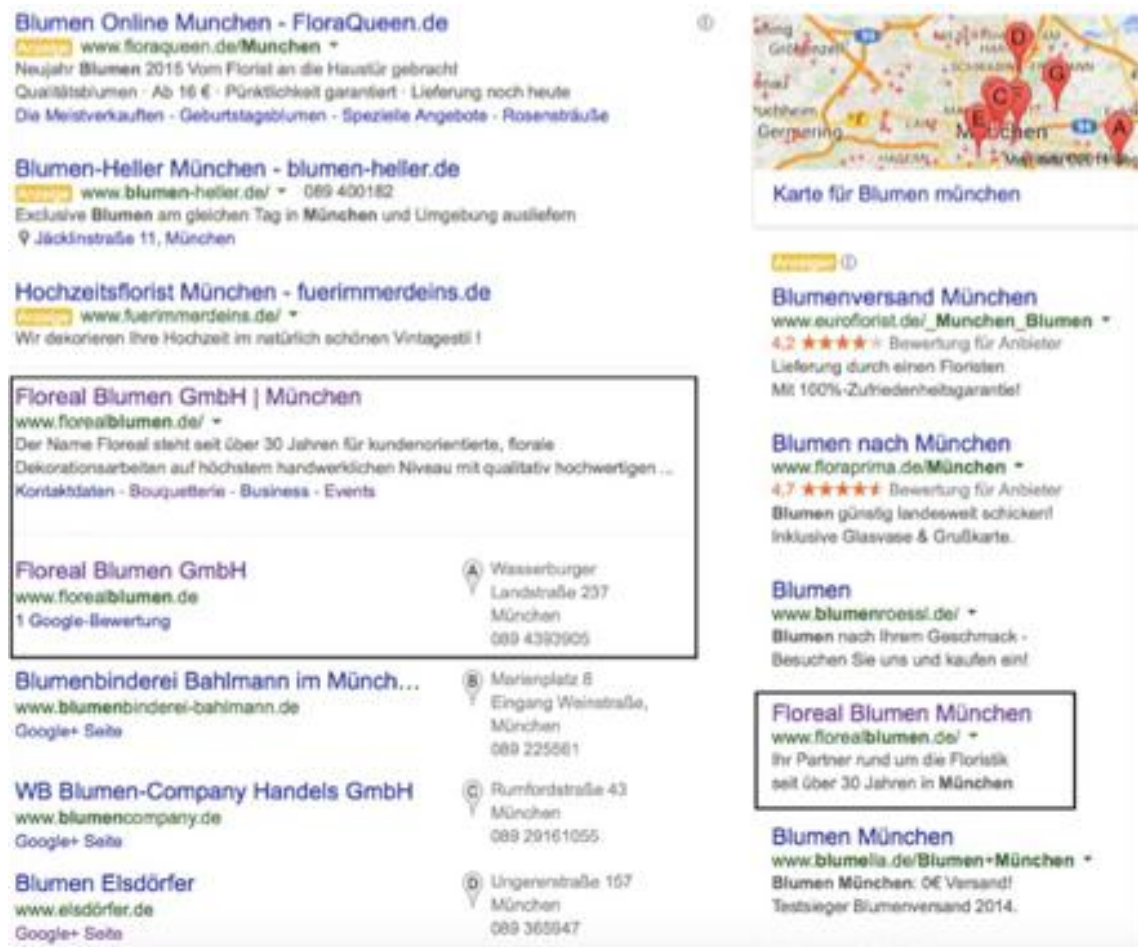 Blumen Online Munchen - FloraQueen.de
Anzeige www.floraqueen.de/Munchen
Neujahr Blumen 2015 Vom Florist an die Haustür gebracht
Qualitätsblumen · Ab 16 € · Pünktlichkeit garantiert · Lieferung noch heute
Die Meistverkauften - Geburtstagsblumen - Spezielle Angebote - Rosensträuße
Blumen-Heller München - blumen-heller.de
Anzeige www.blumen-heller.de/ 089 400182
Exclusive Blumen am gleichen Tag in München und Umgebung ausliefern
Jäcklinstraße 11, München
Hochzeitsflorist München - fuerimmerdeins.de
Anzeige www.fuerimmerdeins.de/
Wir dekorieren Ihre Hochzeit im natürlich schönen Vintagestil !
Floreal Blumen GmbH | München
www.florealblumen.de/
Der Name Floreal steht seit über 30 Jahren für kundenorientierte, florale
Dekorationsarbeiten auf höchstem handwerklichen Niveau mit qualitativ hochwertigen ...
Kontaktdaten - Bouquetterie - Business - Events
Floreal Blumen GmbH
www.florealblumen.de
1 Google-Bewertung
A Wasserburger
Landstraße 237
München
089 4393905
Blumenbinderei Bahlmann im Münch...
www.blumenbinderei-bahlmann.de
Google+ Seite
B Marienplatz 8
Eingang Weinstraße,
München
089 225561
WB Blumen-Company Handels GmbH
www.blumencompany.de
Google+ Seite
C Rumfordstraße 43
München
089 29161055
Blumen Elsdörfer
www.elsdörfer.de
Google+ Seite
D Ungererstraße 157
München
089 365947
D
G
C
E
A
Germering
München
Karte für Blumen münchen
Anzeigen
Blumenversand München
www.euroflorist.de/_Munchen_Blumen
4,2 ★★★★ Bewertung für Anbieter
Lieferung durch einen Floristen
Mit 100%-Zufriedenheitsgarantie!
Blumen nach München
www.floraprima.de/München
4,7 ★★★★★ Bewertung für Anbieter
Blumen günstig landesweit schicken!
Inklusive Glasvase & Grußkarte.
Blumen
www.blumenroessl.de/
Blumen nach Ihrem Geschmack -
Besuchen Sie uns und kaufen ein!
Floreal Blumen München
www.florealblumen.de/
Ihr Partner rund um die Floristik
seit über 30 Jahren in München
Blumen München
www.blumelia.de/Blumen+München
Blumen München: 0€ Versand!
Testsieger Blumenversand 2014.